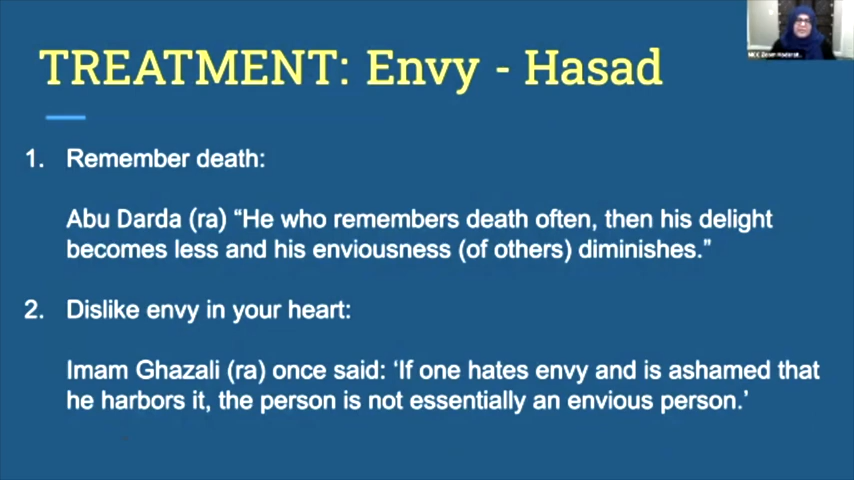 TREATMENT: Envy - Hasad
1. Remember death:
Abu Darda (ra) “He who remembers death often, then his delight
becomes less and his enviousness (of others) diminishes.”
2. Dislike envy in your heart:
Imam Ghazali (ra) once said: ‘If one hates envy and is ashamed that
he harbors it, the person is not essentially an envious person.’